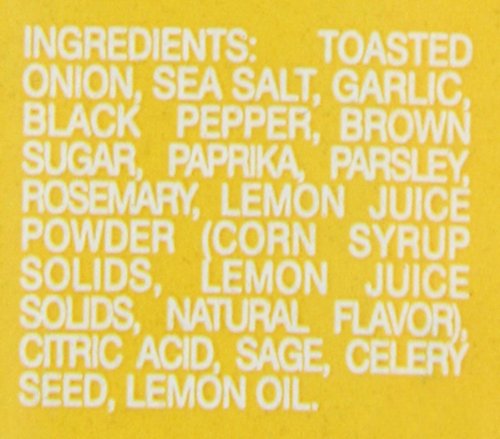 INGREDIENTS: TOASTED
ONION, SEA SALT, GARLIC,
BLACK PEPPER, BROWN
SUGAR, PAPRIKA, PARSLEY,
ROSEMARY, LEMON JUICE
POWDER (CORN SYRUP
SOLIDS, LEMON JUICE
SOLIDS, NATURAL FLAVOR),
CITRIC ACID, SAGE, CELERY
SEED, LEMON OIL.